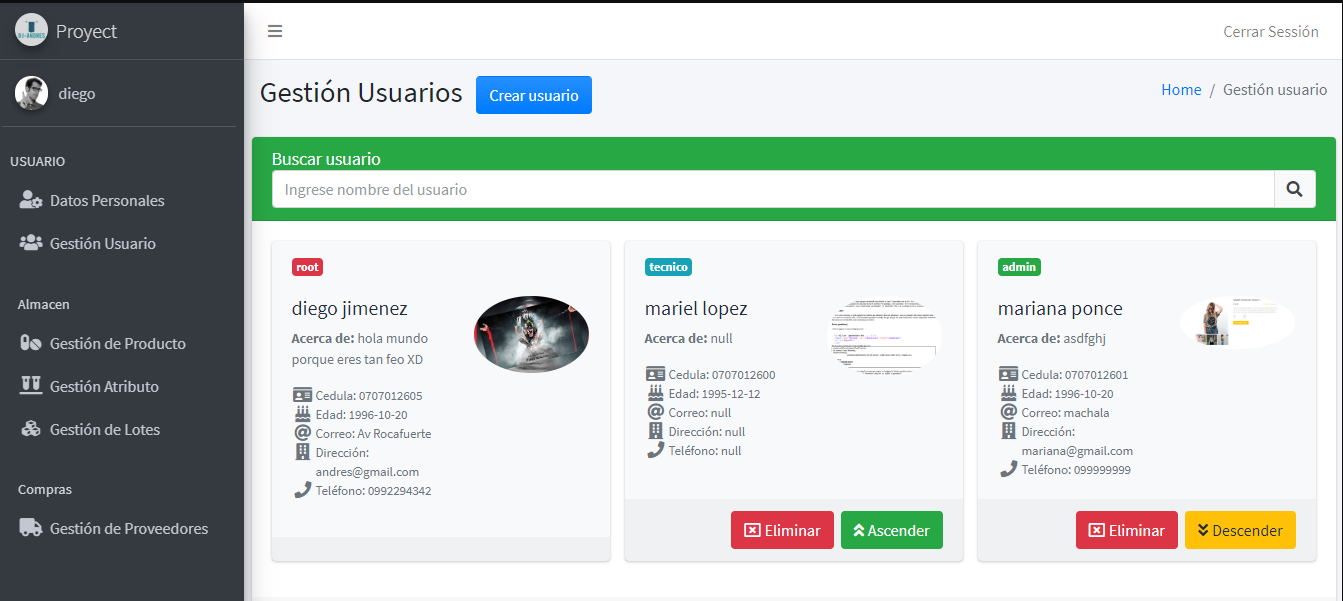 DJ-ANDRES
Proyect
Cerrar Sessión
diego
Gestión Usuarios
Crear usuario
Home / Gestión usuario
USUARIO
Datos Personales
Gestión Usuario
Almacen
Gestión de Producto
Gestión Atributo
Gestión de Lotes
Compras
Gestión de Proveedores
Buscar usuario
Ingrese nombre del usuario
root
diego jimenez
Acerca de: hola mundo
porque eres tan feo XD
Cedula: 0707012605
Edad: 1996-10-20
Correo: Av Rocafuerte
Dirección:
andres@gmail.com
Teléfono: 0992294342
tecnico
mariel lopez
Acerca de: null
Cedula: 0707012600
Edad: 1995-12-12
Correo: null
Dirección: null
Teléfono: null
Eliminar
Ascender
admin
mariana ponce
Acerca de: asdfghj
Cedula: 0707012601
Edad: 1996-10-20
Correo: machala
Dirección:
mariana@gmail.com
Teléfono: 099999999
Eliminar
Descender